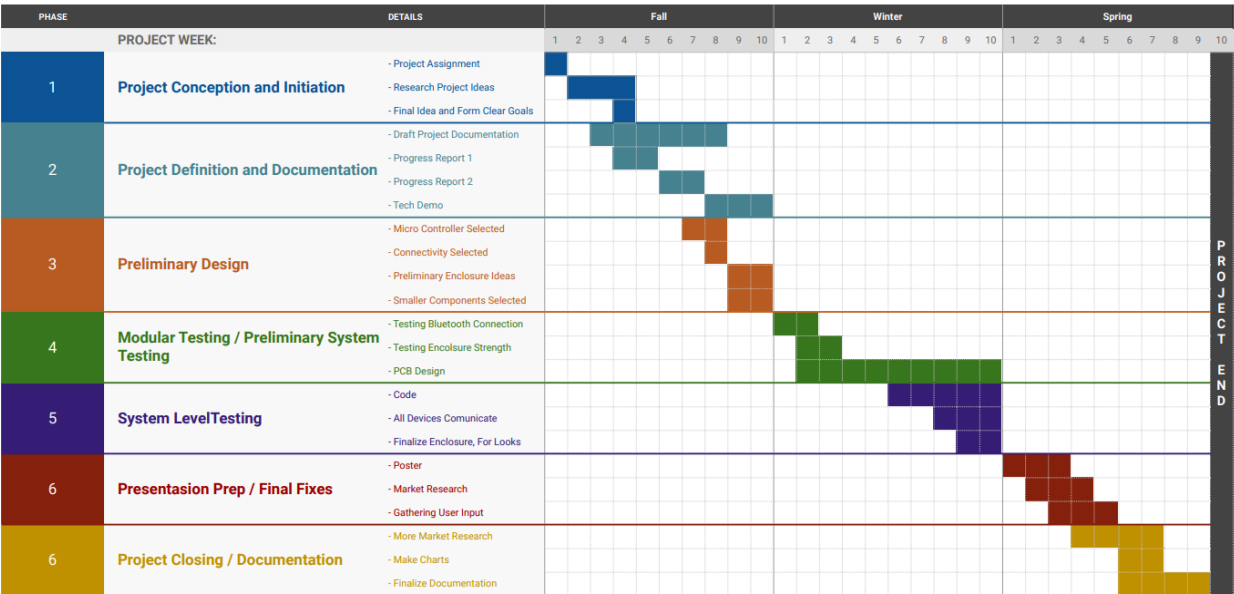 PHASE DETAILS Fall Winter Spring
PROJECT WEEK: 1 2 3 4 5 6 7 8 9 10 1 2 3 4 5 6 7 8 9 10 1 2 3 4 5 6 7 8 9 10
1
Project Conception and Initiation
- Project Assignment
- Research Project Ideas
- Final Idea and Form Clear Goals
2
Project Definition and Documentation
- Draft Project Documentation
- Progress Report 1
- Progress Report 2
- Tech Demo
3
Preliminary Design
- Micro Controller Selected
- Connectivity Selected
- Preliminary Enclosure Ideas
- Smaller Components Selected
4
Modular Testing / Preliminary System
Testing
- Testing Bluetooth Connection
- Testing Encolsure Strength
- PCB Design
5
System LevelTesting
- Code
- All Devices Comunicate
- Finalize Enclosure, For Looks
6
Presentasion Prep / Final Fixes
- Poster
- Market Research
- Gathering User Input
6
Project Closing / Documentation
- More Market Research
- Make Charts
- Finalize Documentation
PROJECT END